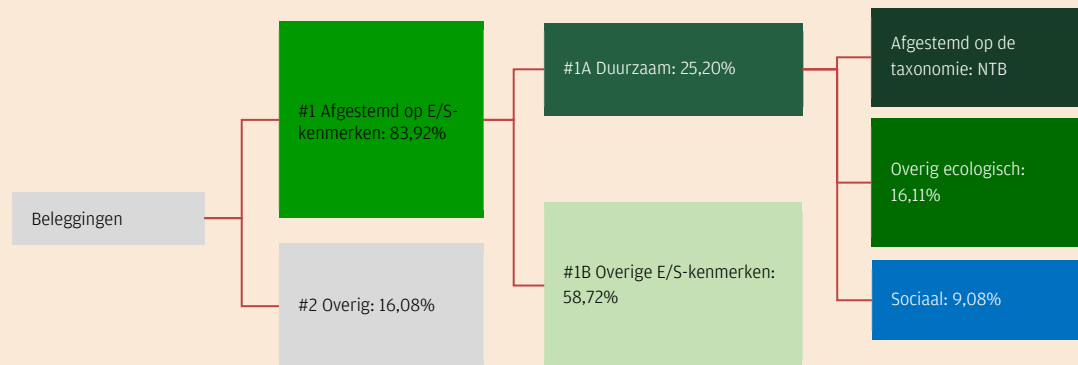 Beleggingen
#1 Afgestemd op E/S-
kenmerken: 83,92%
#2 Overig: 16,08%
#1A Duurzaam: 25,20%
#1B Overige E/S-kenmerken:
58,72%
Afgestemd op de
taxonomie: NTB
Overig ecologisch:
16,11%
Sociaal: 9,08%